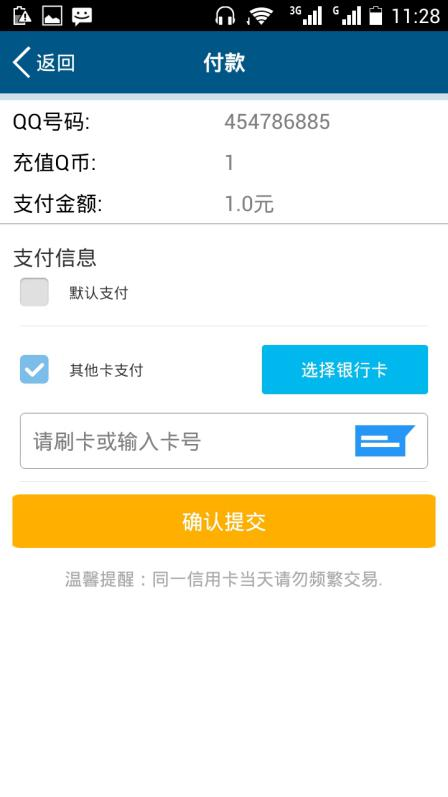 3G G 11:28
返回 付款
QQ号码: 454786885
充值Q币: 1
支付金额: 1.0元
支付信息
默认支付
其他卡支付 选择银行卡
请刷卡或输入卡号
确认提交
温馨提醒：同一信用卡当天请勿频繁交易.